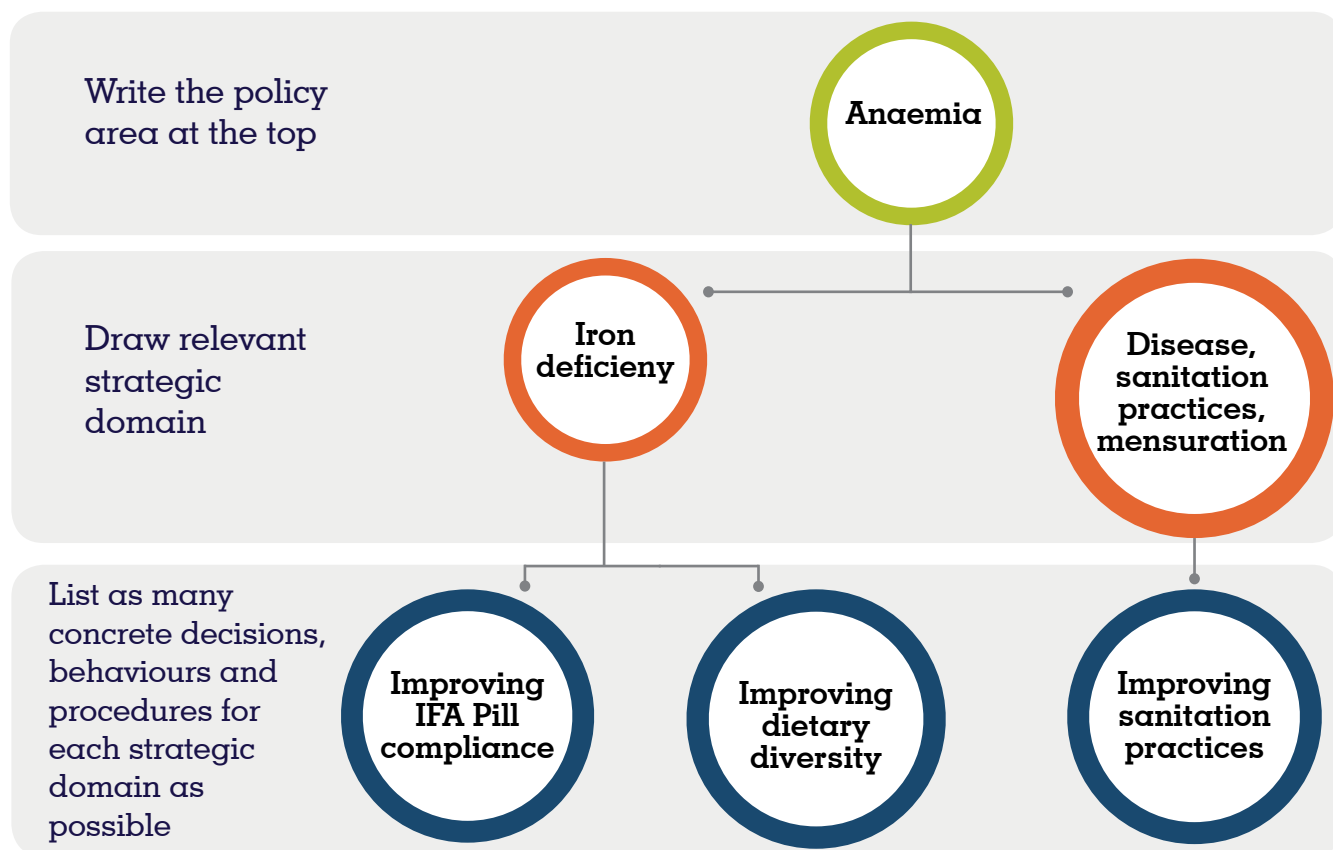 Write the policy
area at the top
Anaemia
Draw relevant
strategic
domain
Iron
deficieny
Disease,
sanitation
practices,
mensuration
List as many
concrete decisions,
behaviours and
procedures for
each strategic
domain as
possible
Improving
IFA Pill
compliance
Improving
dietary
diversity
Improving
sanitation
practices